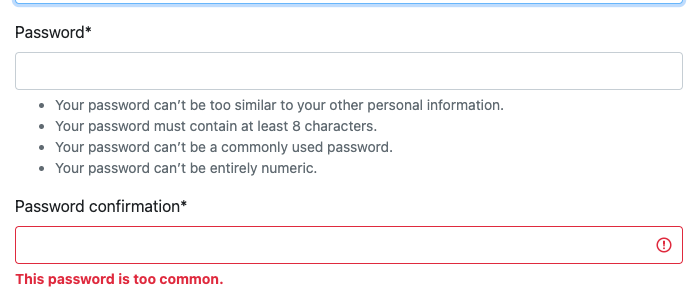 Password*
Your password can't be too similar to your other personal information.
Your password must contain at least 8 characters.
Your password can't be a commonly used password.
Your password can't be entirely numeric.
Password confirmation*
This password is too common.